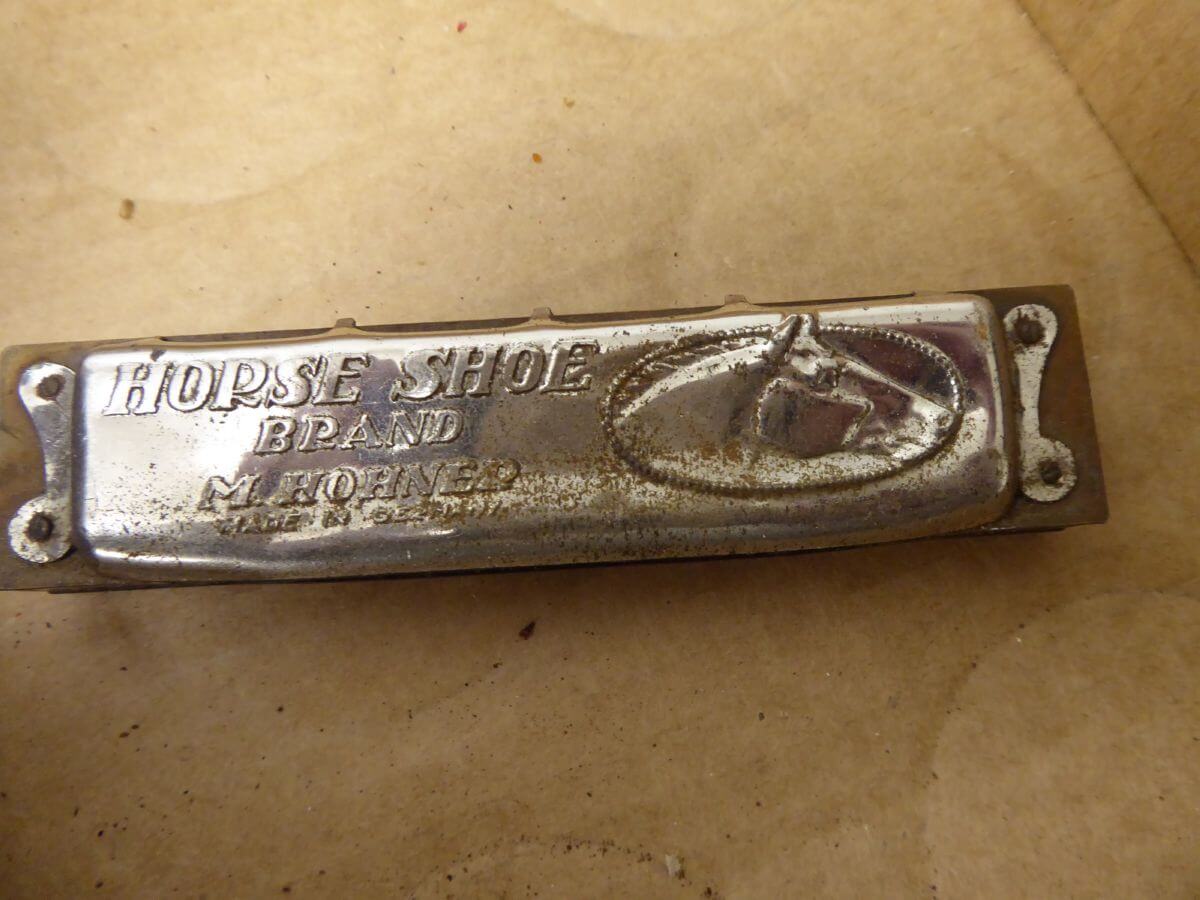 HORSE SHOE
BRAND
M. HOHNER
MADE IN GERMANY